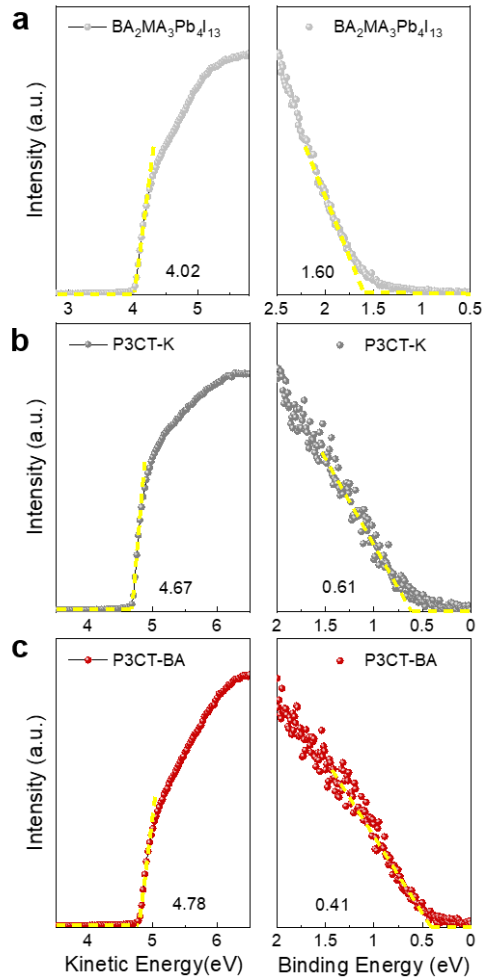 a
BA₂MA₃Pb₄I₁₃
BA₂MA₃Pb₄I₁₃
Intensity (a.u.)
4.02
1.60
3 4 5
2.5 2.0 1.5 1.0 0.5
b
P3CT-K
P3CT-K
Intensity (a.u.)
4.67
0.61
4 5 6
2 1.5 1 0.5 0
c
P3CT-BA
P3CT-BA
Intensity (a.u.)
4.78
0.41
4 5 6
2 1.5 1 0.5 0
Kinetic Energy(eV)
Binding Energy (eV)